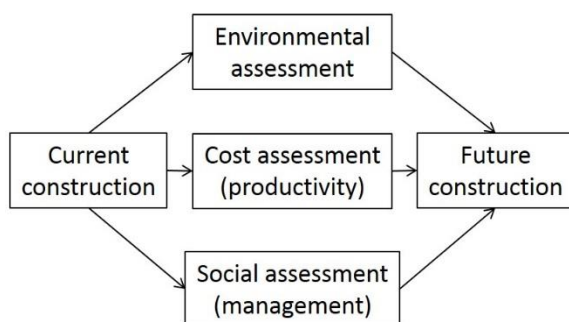 Environmental
assessment
Current
construction
Cost assessment
(productivity)
Future
construction
Social assessment
(management)